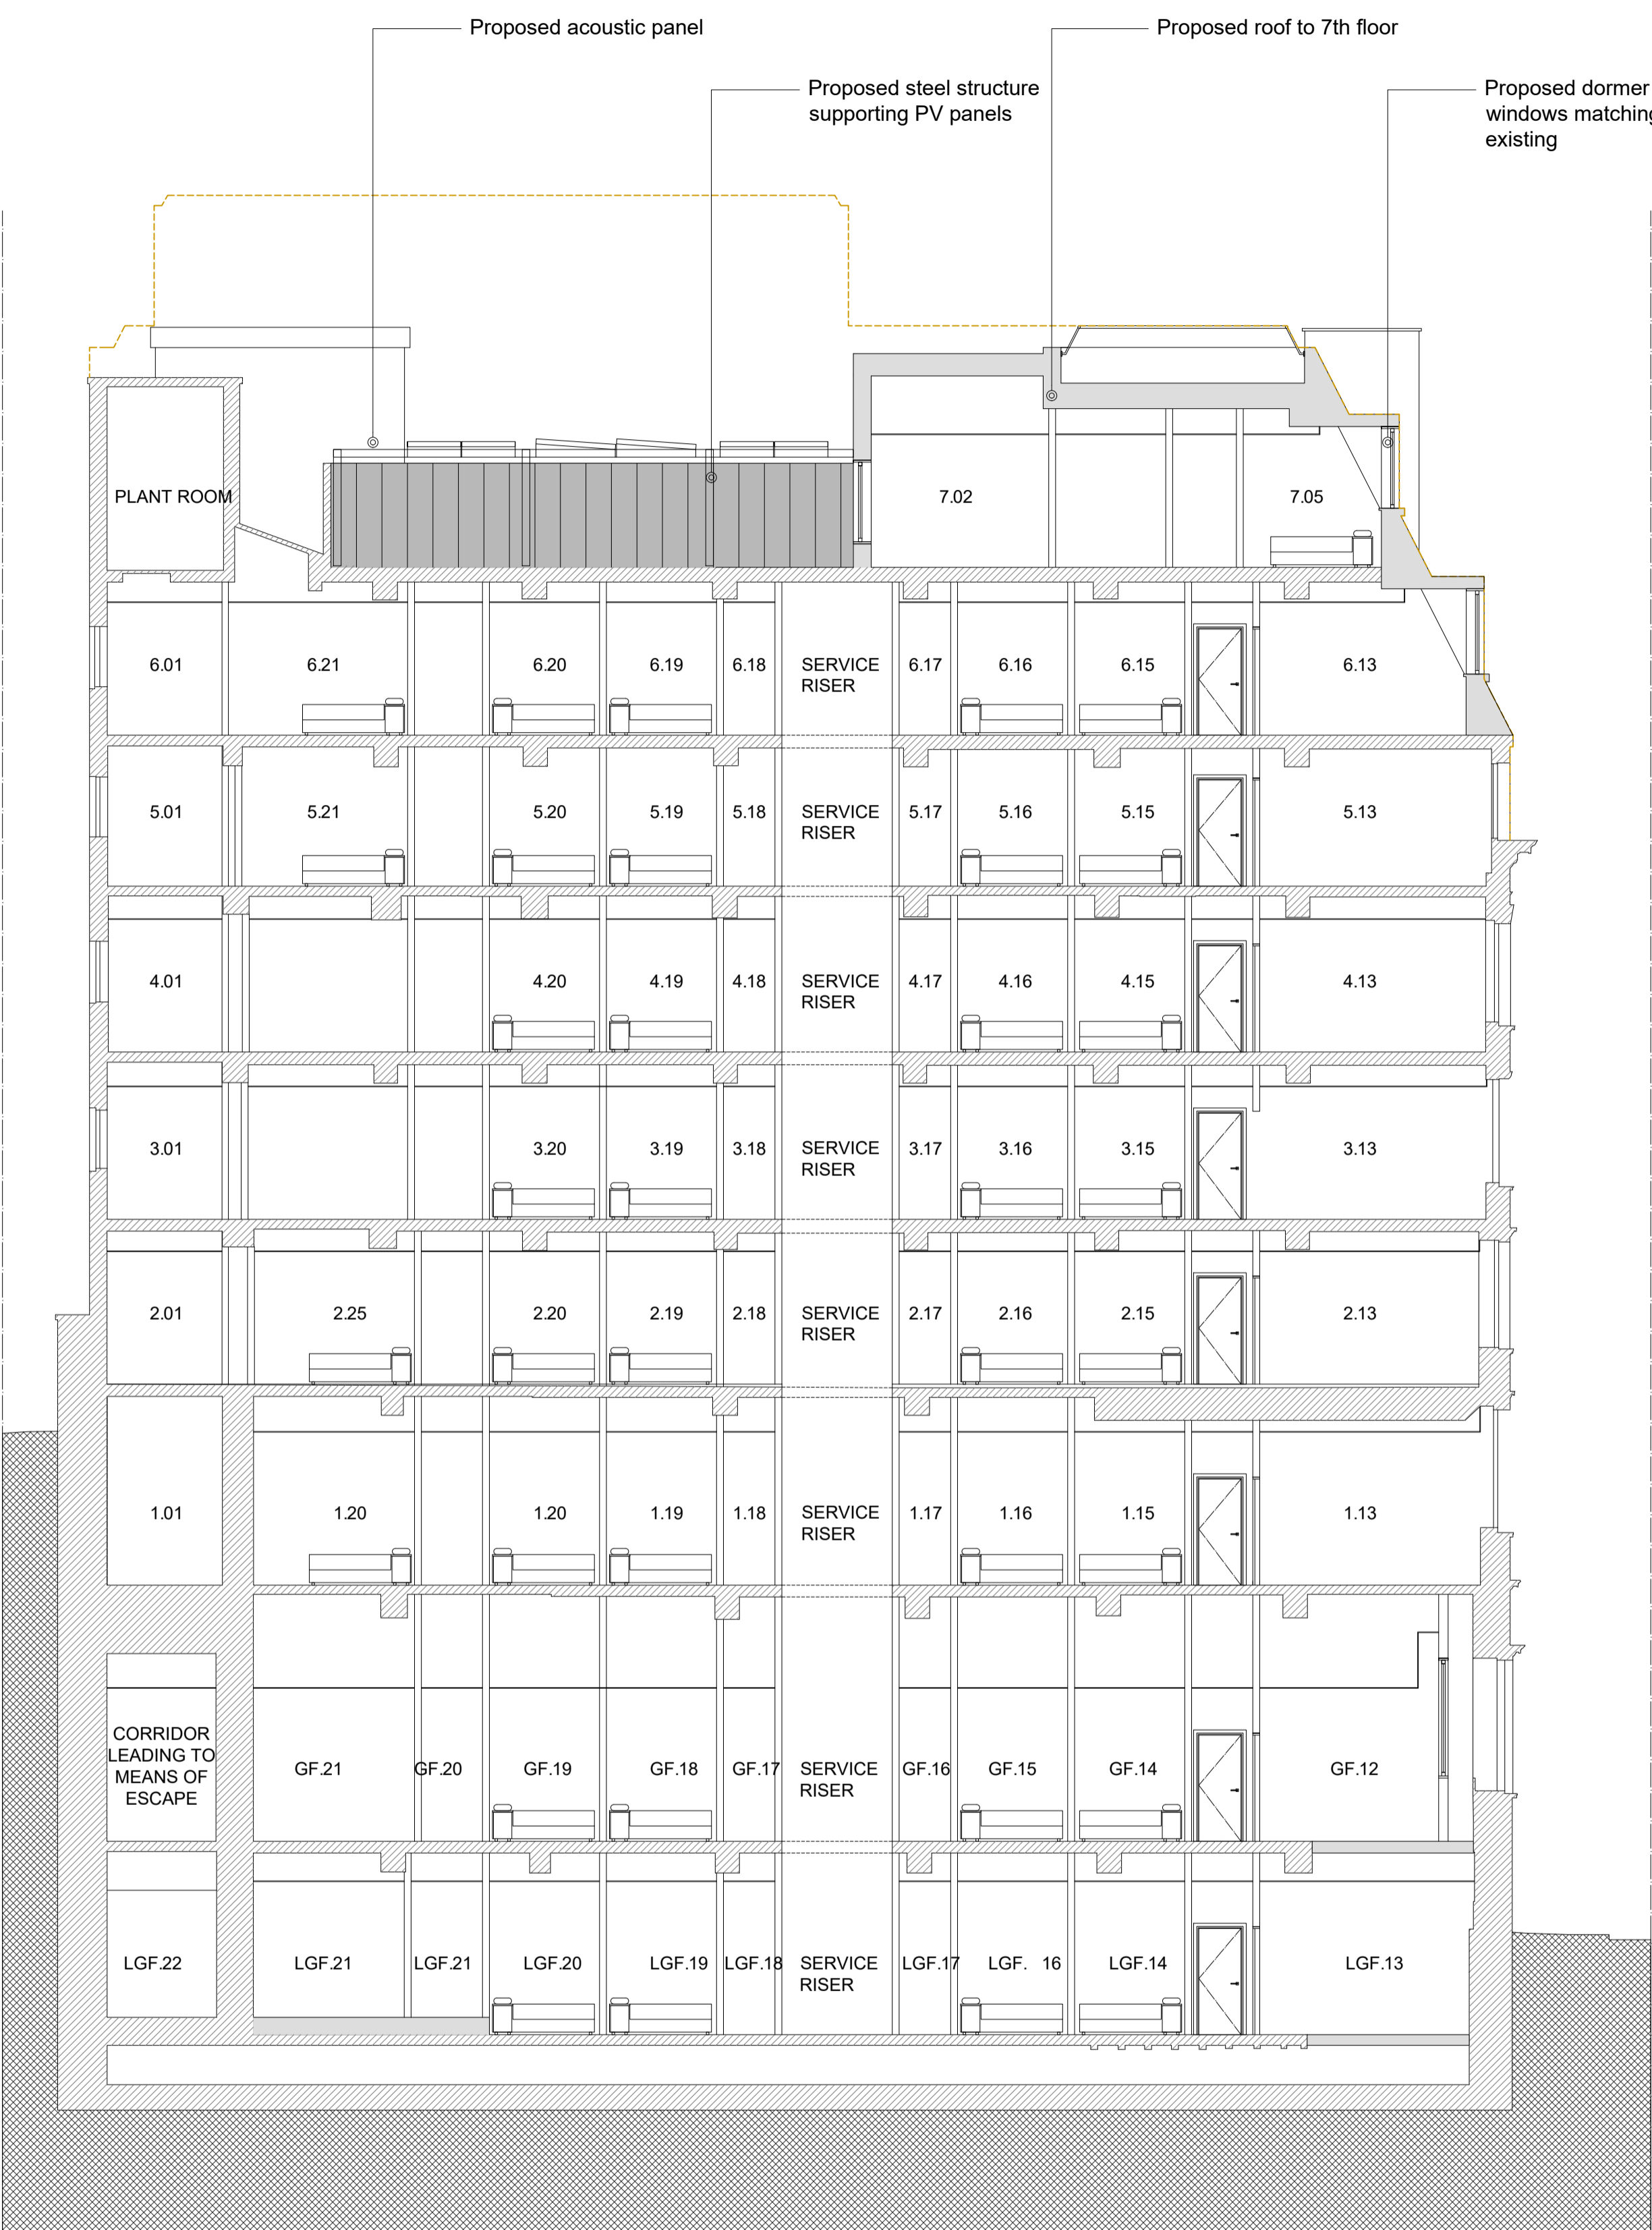 Proposed acoustic panel
Proposed roof to 7th floor
Proposed steel structure
supporting PV panels
Proposed dormer
windows matching
existing
PLANT ROOM
7.02
7.05
6.01
6.21
6.20
6.19
6.18
SERVICE
RISER
6.17
6.16
6.15
6.13
5.01
5.21
5.20
5.19
5.18
SERVICE
RISER
5.17
5.16
5.15
5.13
4.01
4.20
4.19
4.18
SERVICE
RISER
4.17
4.16
4.15
4.13
3.01
3.20
3.19
3.18
SERVICE
RISER
3.17
3.16
3.15
3.13
2.01
2.25
2.20
2.19
2.18
SERVICE
RISER
2.17
2.16
2.15
2.13
1.01
1.20
1.20
1.19
1.18
SERVICE
RISER
1.17
1.16
1.15
1.13
CORRIDOR
LEADING TO
MEANS OF
ESCAPE
GF.21
GF.20
GF.19
GF.18
GF.17
SERVICE
RISER
GF.16
GF.15
GF.14
GF.12
LGF.22
LGF.21
LGF.21
LGF.20
LGF.19
LGF.18
SERVICE
RISER
LGF.17
LGF. 16
LGF.14
LGF.13